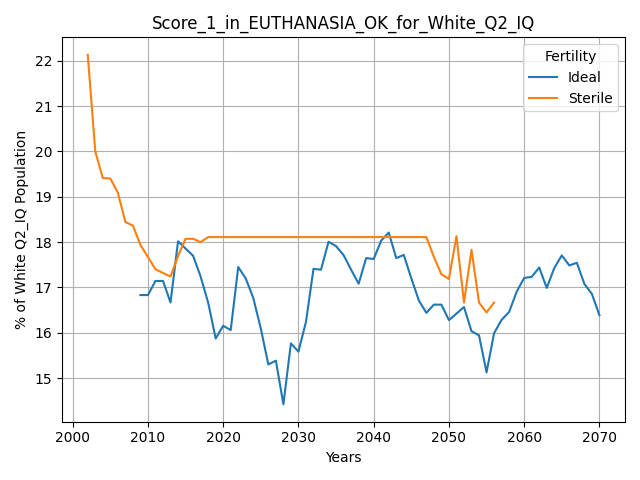 Score_1_in_EUTHANASIA_OK_for_White_Q2_IQ
Fertility
Ideal
Sterile
% of White Q2_IQ Population
22
21
20
19
18
17
16
15
2000
2010
2020
2030
2040
2050
2060
2070
Years